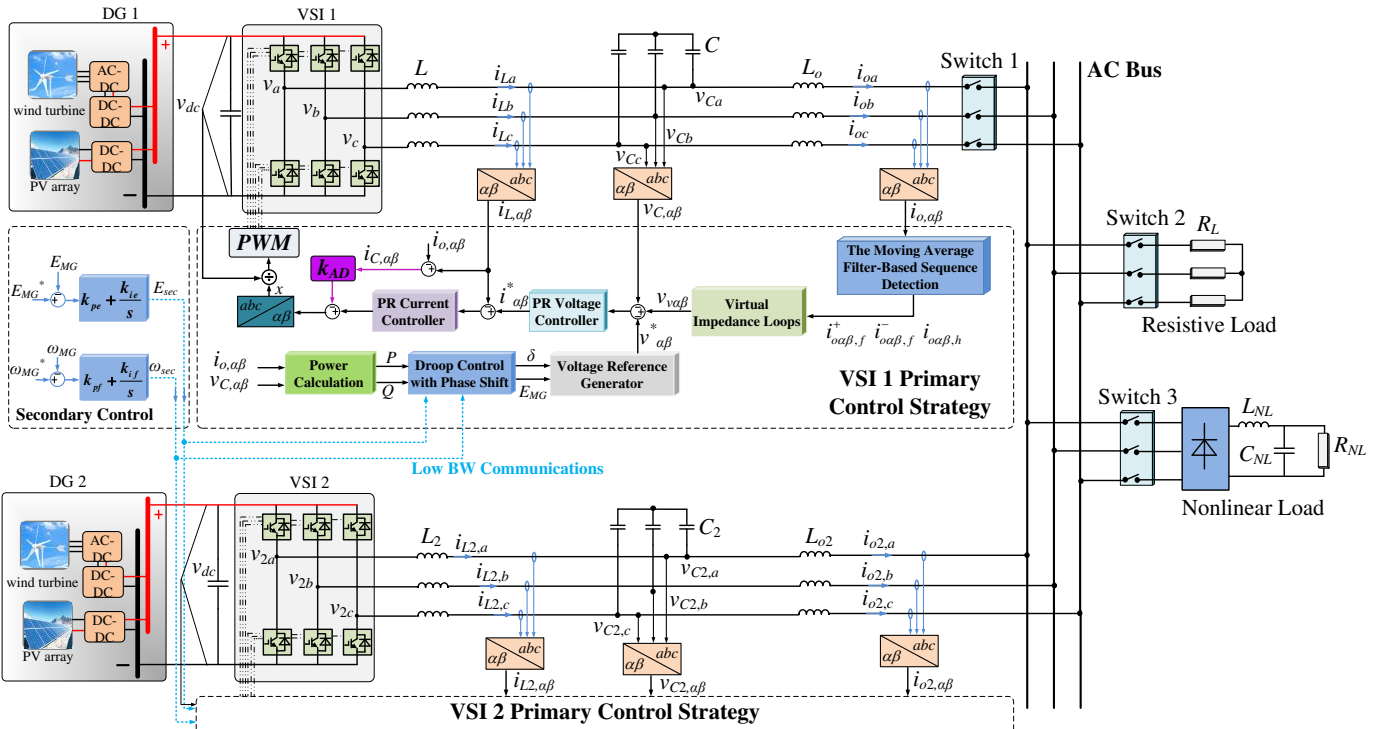 DG 1
VSI 1
AC-DC
DC-DC
wind turbine
DC-DC
PV array
+
−
v_dc
v_a
v_b
v_c
L
i_La
i_Lb
i_Lc
C
v_Ca
v_Cb
v_Cc
L_o
i_oa
i_ob
i_oc
Switch 1
AC Bus
abc
αβ
abc
αβ
abc
αβ
i_L,αβ
v_C,αβ
i_o,αβ
PWM
÷
x
abc
αβ
k_AD
i_C,αβ
i_o,αβ
PR Current
Controller
i*_αβ
PR Voltage
Controller
v_vαβ
v*_αβ
Virtual
Impedance Loops
The Moving Average
Filter-Based Sequence
Detection
i⁺_oαβ,f i⁻_oαβ,f i_oαβ,h
i_o,αβ
v_C,αβ
Power
Calculation
P
Q
Droop Control
with Phase Shift
δ
E_MG
Voltage Reference
Generator
VSI 1 Primary
Control Strategy
E_MG
E_MG*
k_pe + k_ie/s
E_sec
ω_MG
ω_MG*
k_pf + k_if/s
ω_sec
Secondary Control
Low BW Communications
Switch 2
R_L
Resistive Load
Switch 3
L_NL
C_NL
R_NL
Nonlinear Load
DG 2
VSI 2
AC-DC
DC-DC
wind turbine
DC-DC
PV array
+
−
v_dc
v_2a
v_2b
v_2c
L_2
i_L2,a
i_L2,b
i_L2,c
C_2
v_C2,a
v_C2,b
v_C2,c
L_o2
i_o2,a
i_o2,b
i_o2,c
abc
αβ
abc
αβ
abc
αβ
i_L2,αβ
v_C2,αβ
i_o2,αβ
VSI 2 Primary Control Strategy